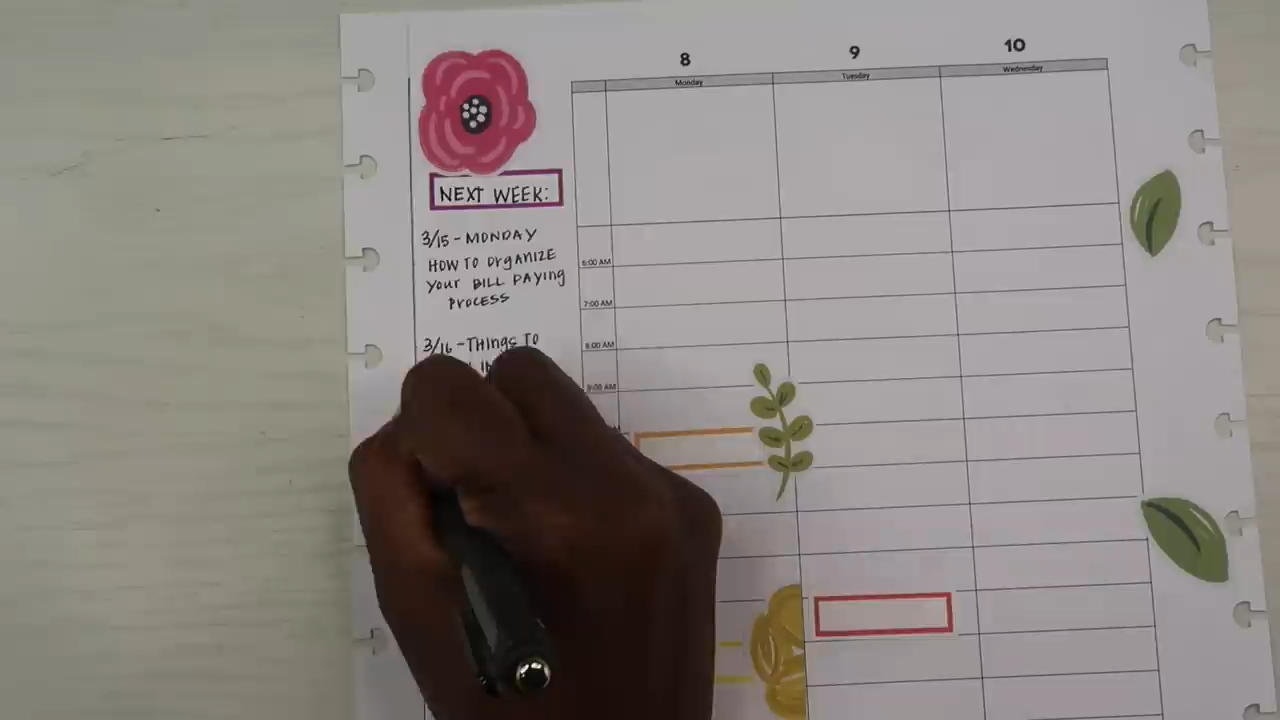 8 9 10
Monday Tuesday Wednesday
NEXT WEEK:
3/15 - MONDAY
HOW TO OrgANIZE
your BILL PAying
Process
6:00 AM
7:00 AM
3/16 - THings TO
8:00 AM
9:00 AM